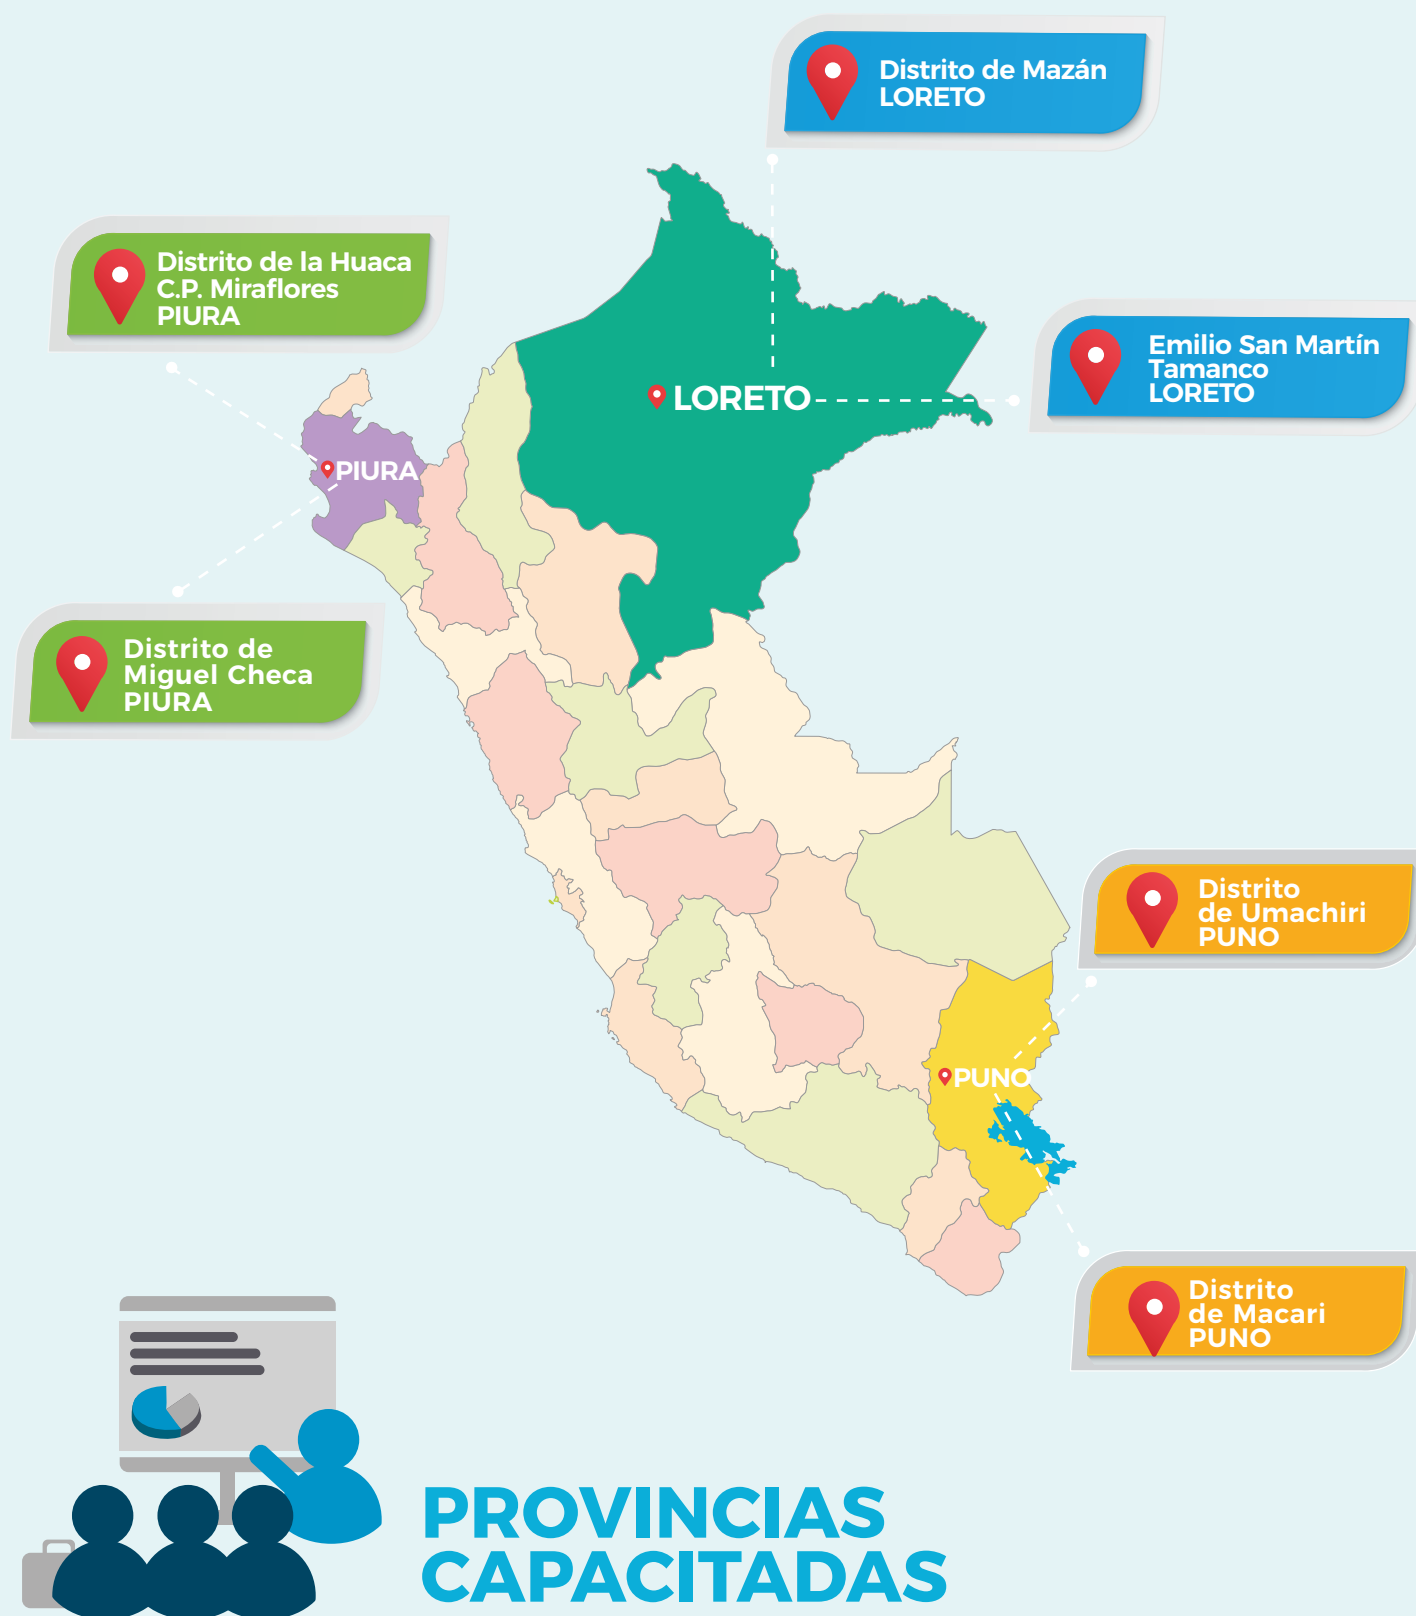 Distrito de Mazán
LORETO
Distrito de la Huaca
C.P. Miraflores
PIURA
Emilio San Martín
Tamanco
LORETO
LORETO
PIURA
Distrito de
Miguel Checa
PIURA
Distrito
de Umachiri
PUNO
PUNO
Distrito
de Macari
PUNO
PROVINCIAS
CAPACITADAS